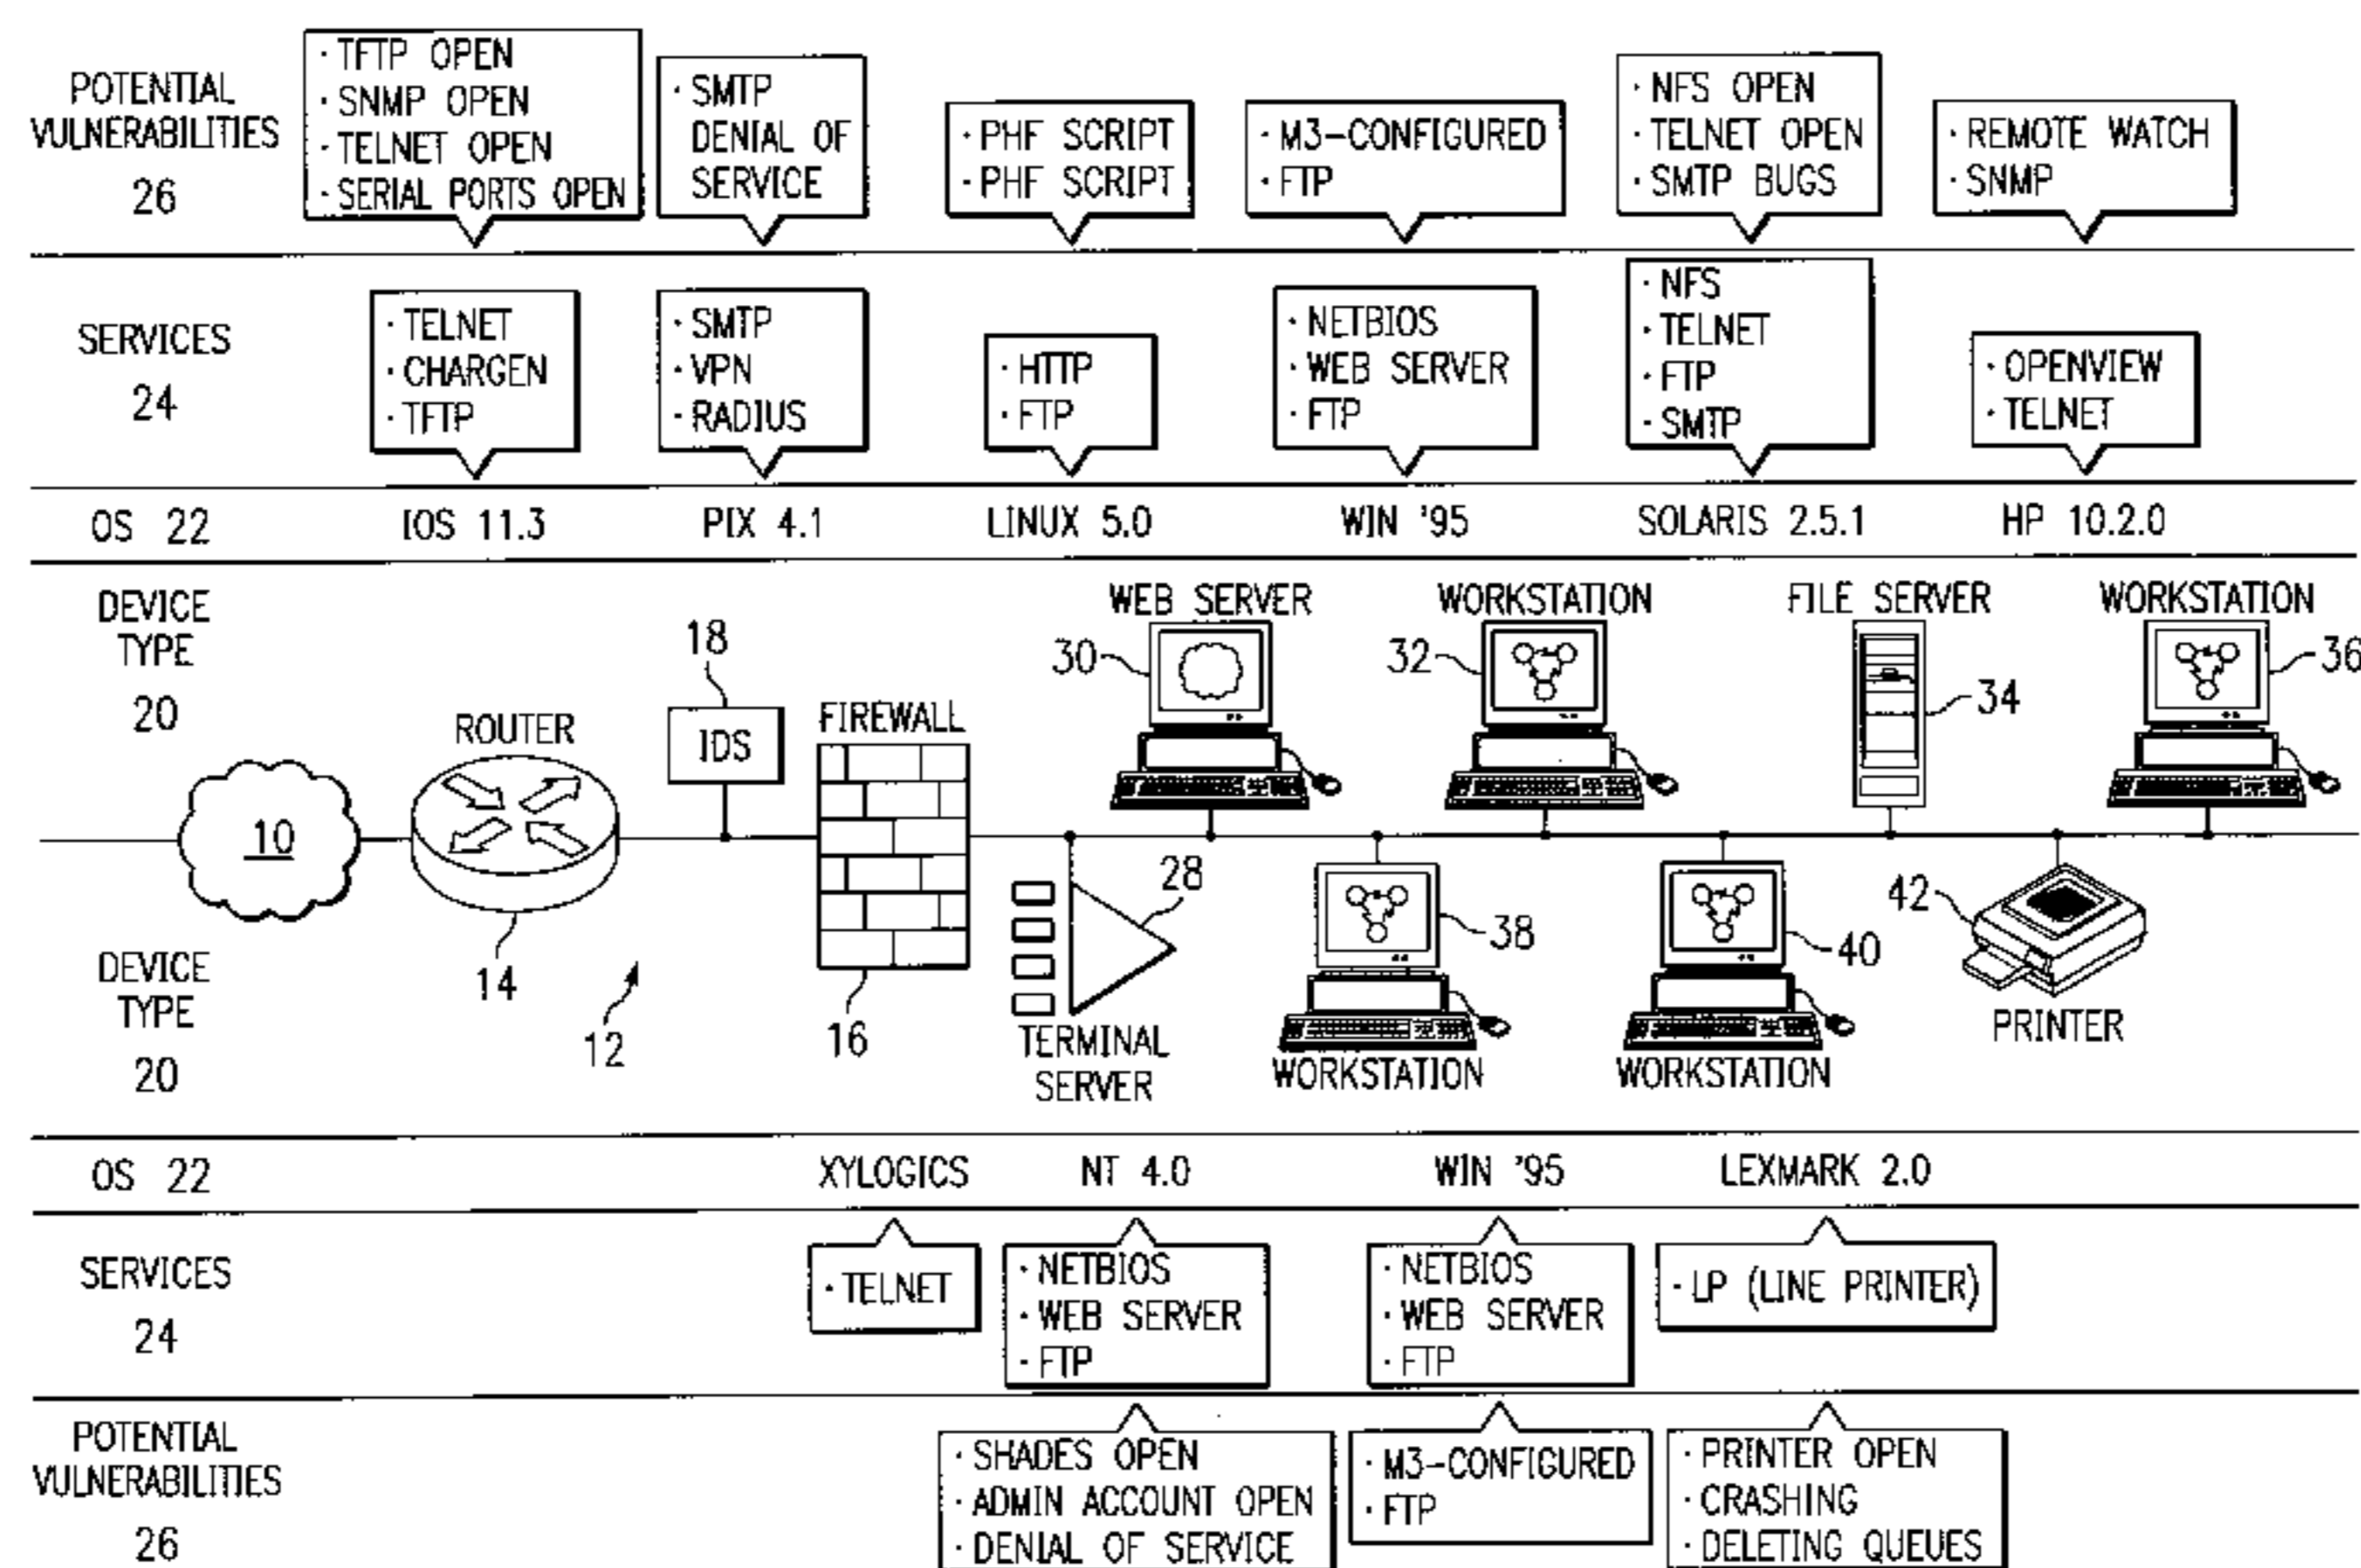 POTENTIAL
VULNERABILITIES
26
· TFTP OPEN
· SNMP OPEN
· TELNET OPEN
· SERIAL PORTS OPEN
· SMTP
DENIAL OF
SERVICE
· PHF SCRIPT
· PHF SCRIPT
· M3-CONFIGURED
· FTP
· NFS OPEN
· TELNET OPEN
· SMTP BUGS
· REMOTE WATCH
· SNMP
SERVICES
24
· TELNET
· CHARGEN
· TFTP
· SMTP
· VPN
· RADIUS
· HTTP
· FTP
· NETBIOS
· WEB SERVER
· FTP
· NFS
· TELNET
· FTP
· SMTP
· OPENVIEW
· TELNET
OS 22 IOS 11.3 PIX 4.1 LINUX 5.0 WIN '95 SOLARIS 2.5.1 HP 10.2.0
DEVICE
TYPE
20
WEB SERVER
WORKSTATION
FILE SERVER
WORKSTATION
18
30
32
34
36
ROUTER
IDS
FIREWALL
10
28
38
40
42
DEVICE
TYPE
20
14
12
16
TERMINAL
SERVER
WORKSTATION
WORKSTATION
PRINTER
OS 22 XYLOGICS NT 4.0 WIN '95 LEXMARK 2.0
SERVICES
24
· TELNET
· NETBIOS
· WEB SERVER
· FTP
· NETBIOS
· WEB SERVER
· FTP
· LP (LINE PRINTER)
POTENTIAL
VULNERABILITIES
26
· SHADES OPEN
· ADMIN ACCOUNT OPEN
· DENIAL OF SERVICE
· M3-CONFIGURED
· FTP
· PRINTER OPEN
· CRASHING
· DELETING QUEUES